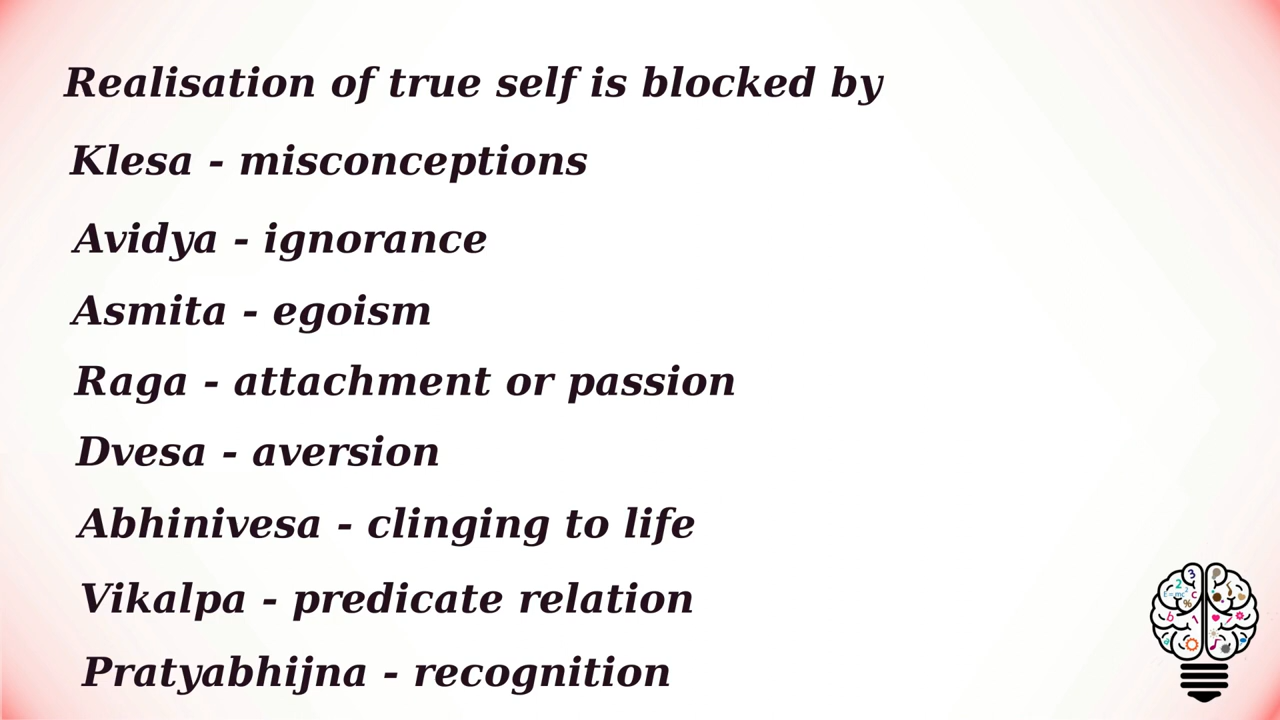 Realisation of true self is blocked by
Klesa - misconceptions
Avidya - ignorance
Asmita - egoism
Raga - attachment or passion
Dvesa - aversion
Abhinivesa - clinging to life
Vikalpa - predicate relation
Pratyabhijna - recognition